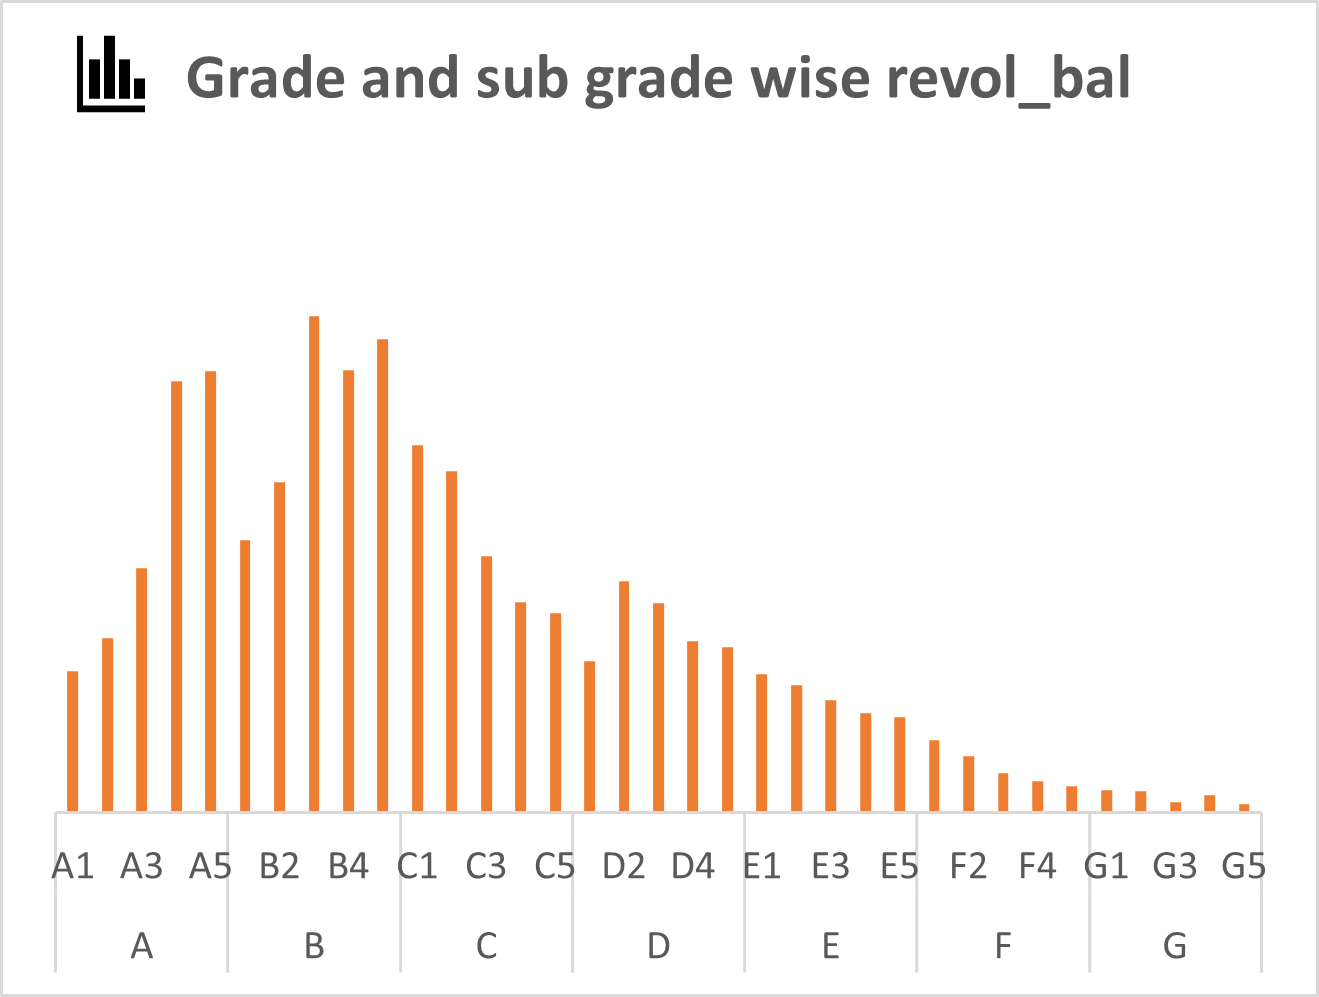 Grade and sub grade wise revol_bal
A1 A3 A5 B2 B4 C1 C3 C5 D2 D4 E1 E3 E5 F2 F4 G1 G3 G5
A B C D E F G